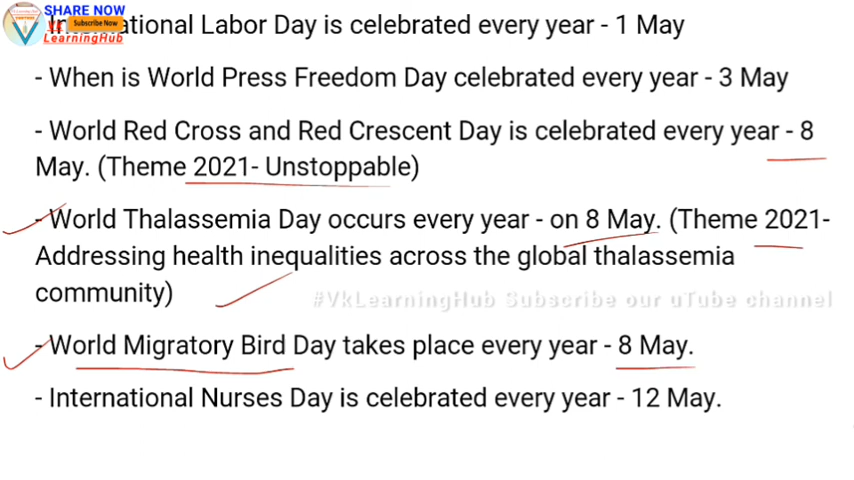 SHARE NOW
Subscribe Now
LearningHub
International Labor Day is celebrated every year - 1 May
- When is World Press Freedom Day celebrated every year - 3 May
- World Red Cross and Red Crescent Day is celebrated every year - 8
May. (Theme 2021- Unstoppable)
- World Thalassemia Day occurs every year - on 8 May. (Theme 2021-
Addressing health inequalities across the global thalassemia
community)
#VkLearningHub Subscribe our uTube channel
- World Migratory Bird Day takes place every year - 8 May.
- International Nurses Day is celebrated every year - 12 May.